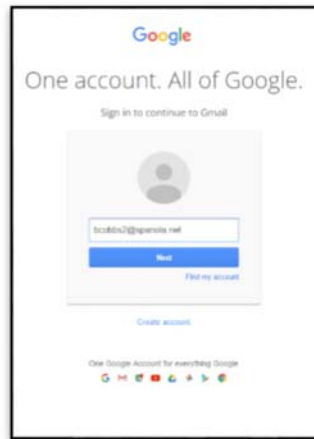 Google
One account. All of Google.
Sign in to continue to Gmail
Next
Find my account
Create account
One Google Account for everything Google